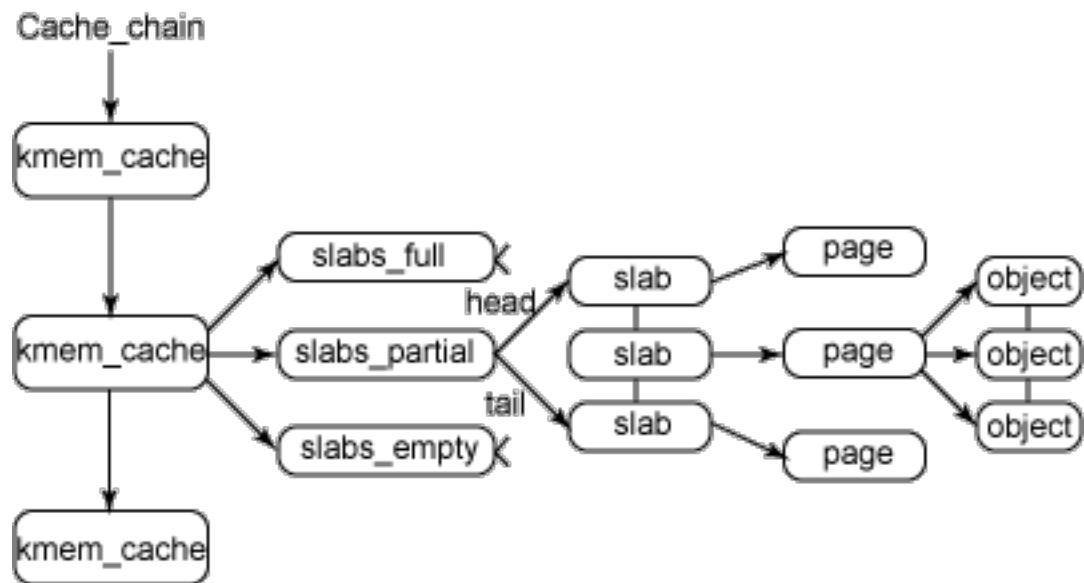 Cache_chain
kmem_cache
slabs_full
page
head
slab
object
kmem_cache
slabs_partial
slab
page
object
tail
slab
object
slabs_empty
page
kmem_cache